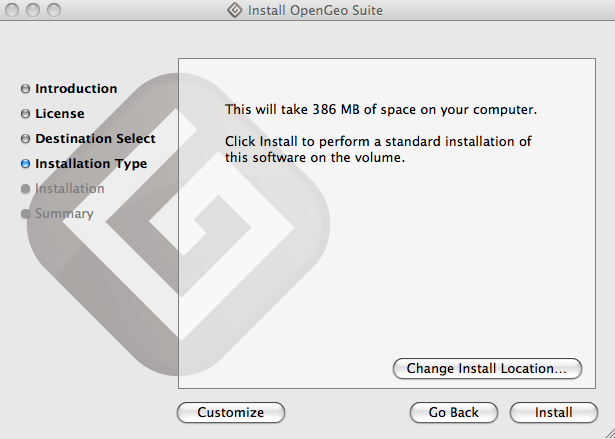 Install OpenGeo Suite
Introduction
License
Destination Select
Installation Type
Installation
Summary
This will take 386 MB of space on your computer.
Click Install to perform a standard installation of
this software on the volume.
Change Install Location...
Customize
Go Back
Install